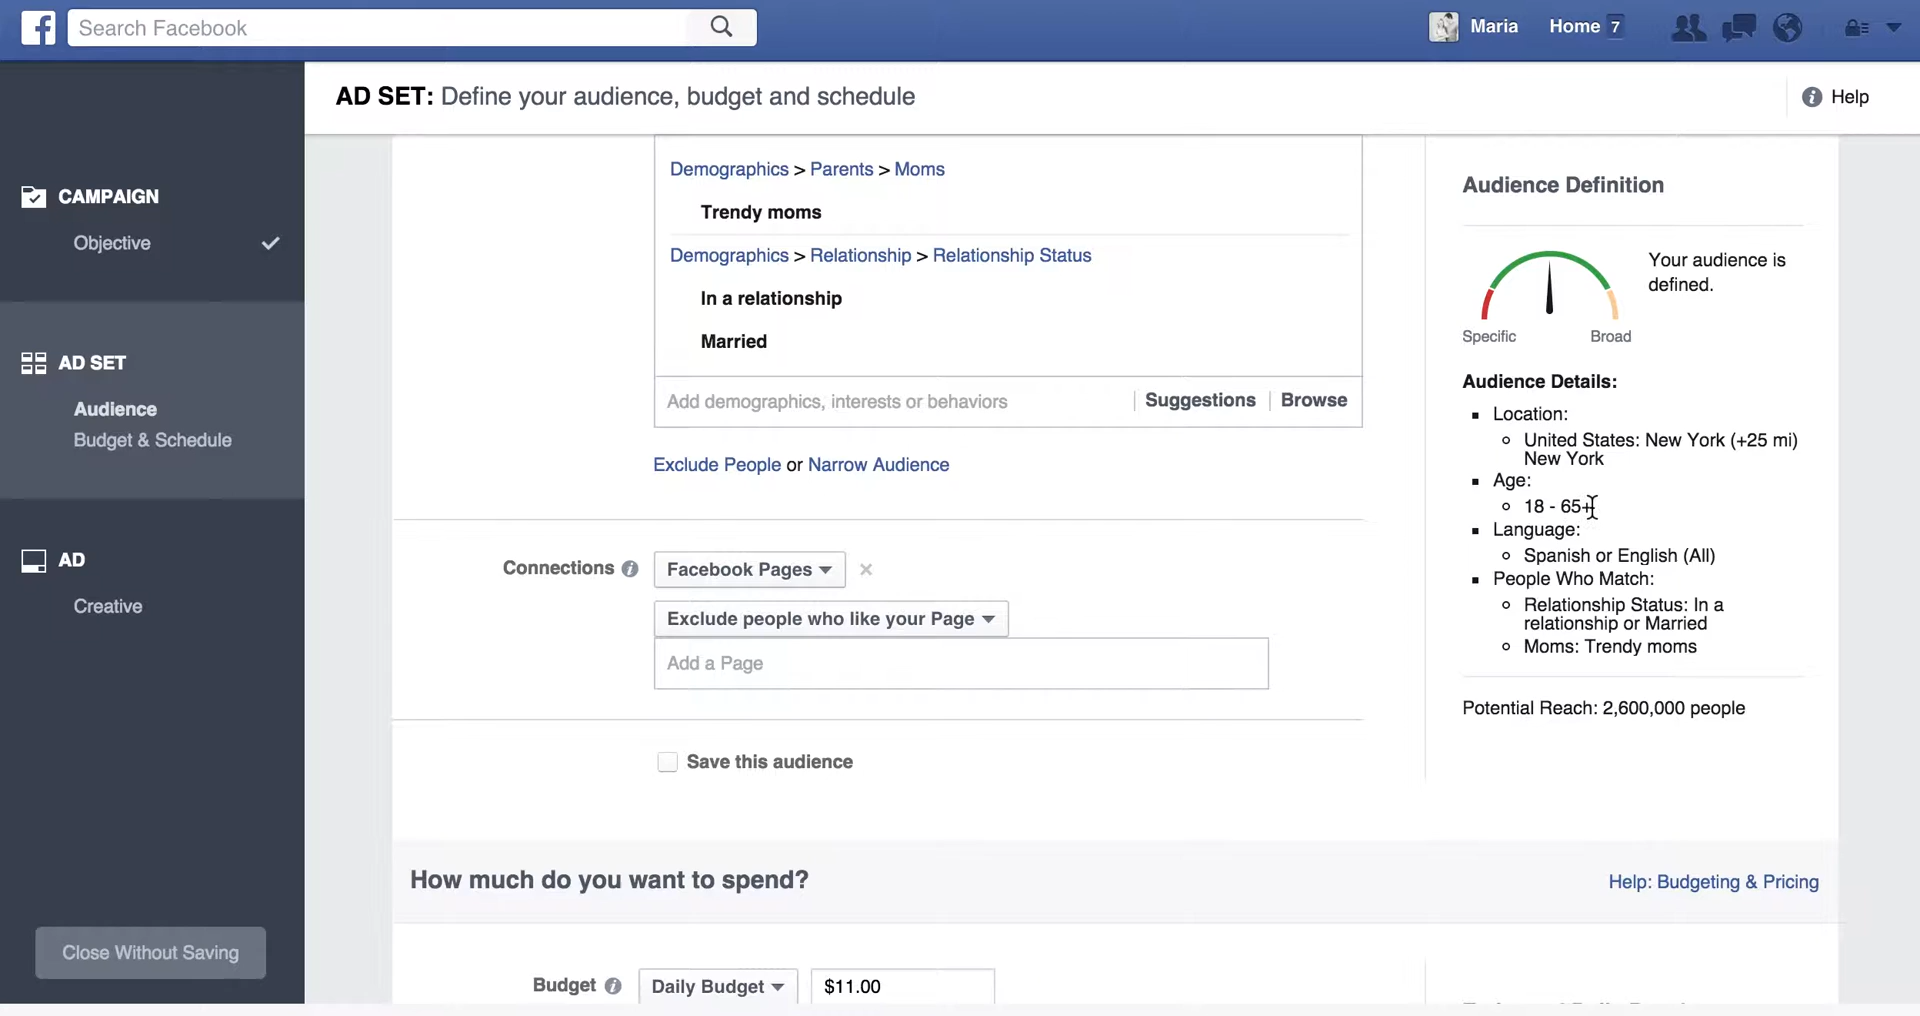 f
Search Facebook
Maria
Home 7
AD SET: Define your audience, budget and schedule
Help
CAMPAIGN
Objective
AD SET
Audience
Budget & Schedule
AD
Creative
Close Without Saving
Demographics > Parents > Moms
Trendy moms
Demographics > Relationship > Relationship Status
In a relationship
Married
Add demographics, interests or behaviors
Suggestions
Browse
Exclude People or Narrow Audience
Connections
Facebook Pages
Exclude people who like your Page
Add a Page
Save this audience
How much do you want to spend?
Help: Budgeting & Pricing
Budget
Daily Budget
$11.00
Audience Definition
Your audience is
defined.
Specific
Broad
Audience Details:
Location:
United States: New York (+25 mi)
New York
Age:
18 - 65+
Language:
Spanish or English (All)
People Who Match:
Relationship Status: In a
relationship or Married
Moms: Trendy moms
Potential Reach: 2,600,000 people